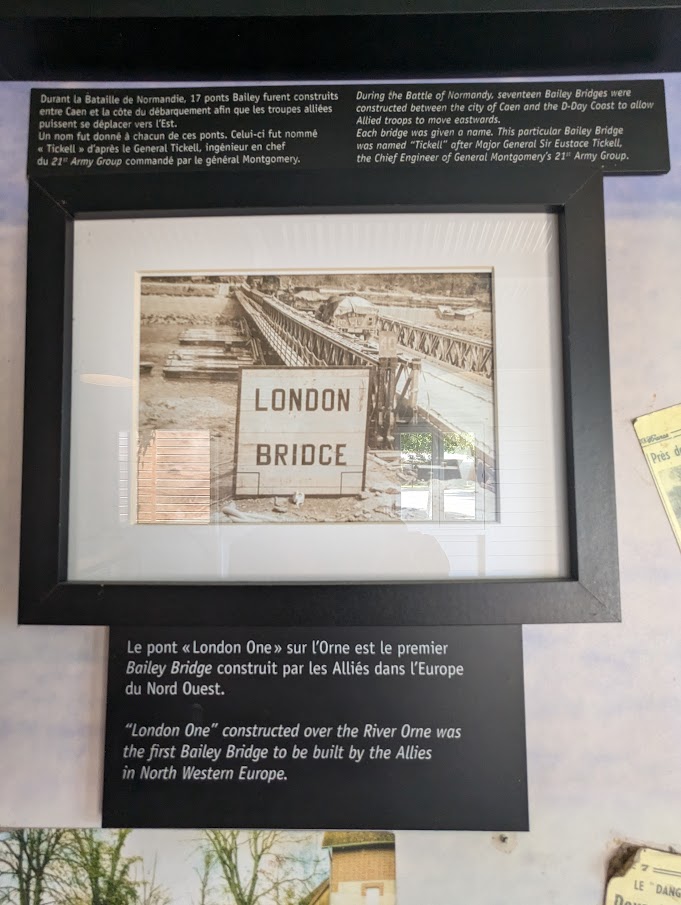 Durant la Bataille de Normandie, 17 ponts Bailey furent construits
entre Caen et la côte du débarquement afin que les troupes alliées
puissent se déplacer vers l'Est.
Un nom fut donné à chacun de ces ponts. Celui-ci fut nommé
« Tickell » d'après le General Tickell, ingénieur en chef
du 21st Army Group commandé par le général Montgomery.
During the Battle of Normandy, seventeen Bailey Bridges were
constructed between the city of Caen and the D-Day Coast to allow
Allied troops to move eastwards.
Each bridge was given a name. This particular Bailey Bridge
was named "Tickell" after Major General Sir Eustace Tickell,
the Chief Engineer of General Montgomery's 21st Army Group.
LONDON
BRIDGE
Près
Le pont « London One » sur l'Orne est le premier
Bailey Bridge construit par les Alliés dans l'Europe
du Nord Ouest.
"London One" constructed over the River Orne was
the first Bailey Bridge to be built by the Allies
in North Western Europe.
LE "DANG